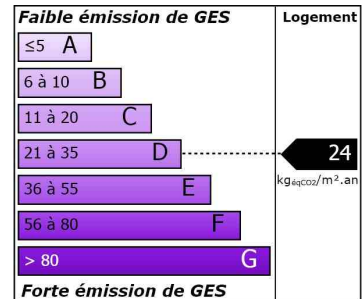 Faible émission de GES
Logement
≤5 A
6 à 10 B
11 à 20 C
21 à 35 D
24
kgéqCO2/m².an
36 à 55 E
56 à 80 F
> 80 G
Forte émission de GES